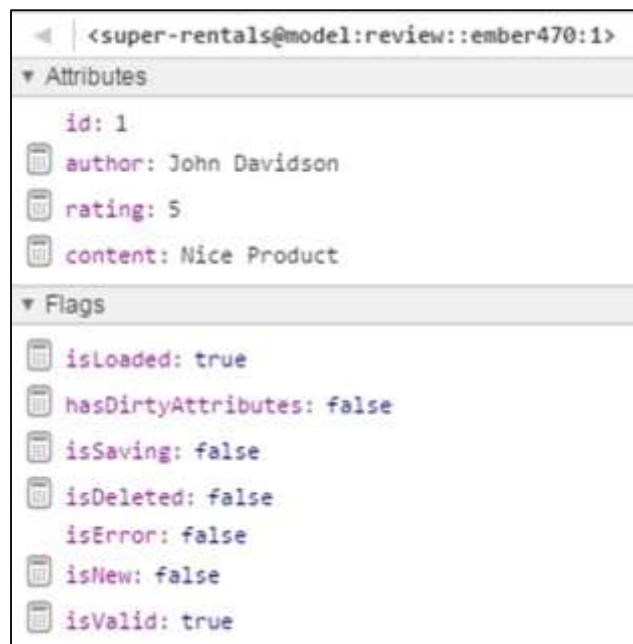 <super-rentals@model:review::ember470:1>
Attributes
id: 1
author: John Davidson
rating: 5
content: Nice Product
Flags
isLoaded: true
hasDirtyAttributes: false
isSaving: false
isDeleted: false
isError: false
isNew: false
isValid: true